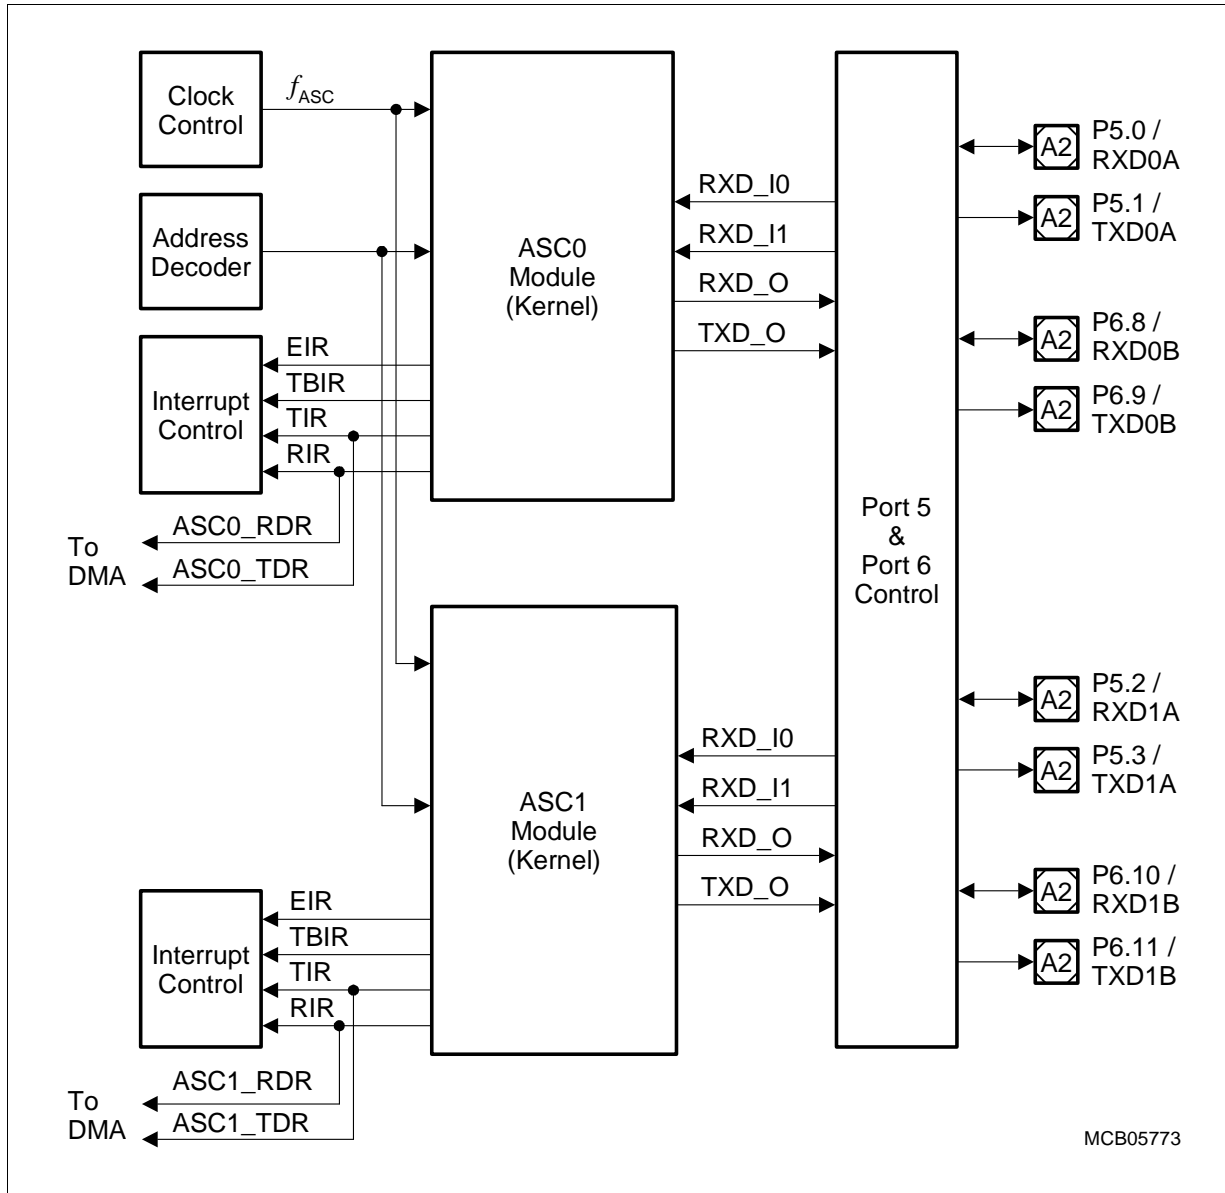 Clock
Control
fASC
Address
Decoder
Interrupt
Control
EIR
TBIR
TIR
RIR
To
DMA
ASC0_RDR
ASC0_TDR
ASC0
Module
(Kernel)
RXD_I0
RXD_I1
RXD_O
TXD_O
Port 5
&
Port 6
Control
A2
P5.0 /
RXD0A
A2
P5.1 /
TXD0A
A2
P6.8 /
RXD0B
A2
P6.9 /
TXD0B
ASC1
Module
(Kernel)
RXD_I0
RXD_I1
RXD_O
TXD_O
A2
P5.2 /
RXD1A
A2
P5.3 /
TXD1A
A2
P6.10 /
RXD1B
A2
P6.11 /
TXD1B
Interrupt
Control
EIR
TBIR
TIR
RIR
To
DMA
ASC1_RDR
ASC1_TDR
MCB05773